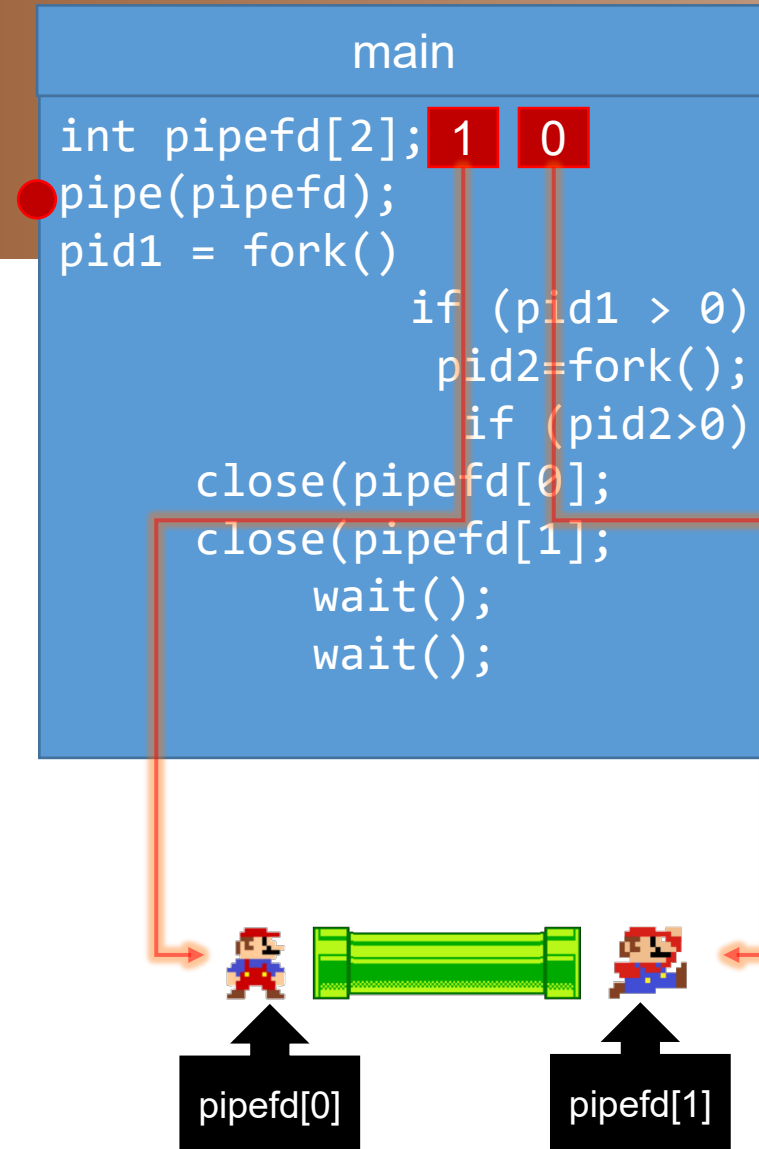 main
int pipefd[2]; 1 0
pipe(pipefd);
pid1 = fork()
if (pid1 > 0)
pid2=fork();
if (pid2>0)
close(pipefd[0];
close(pipefd[1];
wait();
wait();
pipefd[0] pipefd[1]